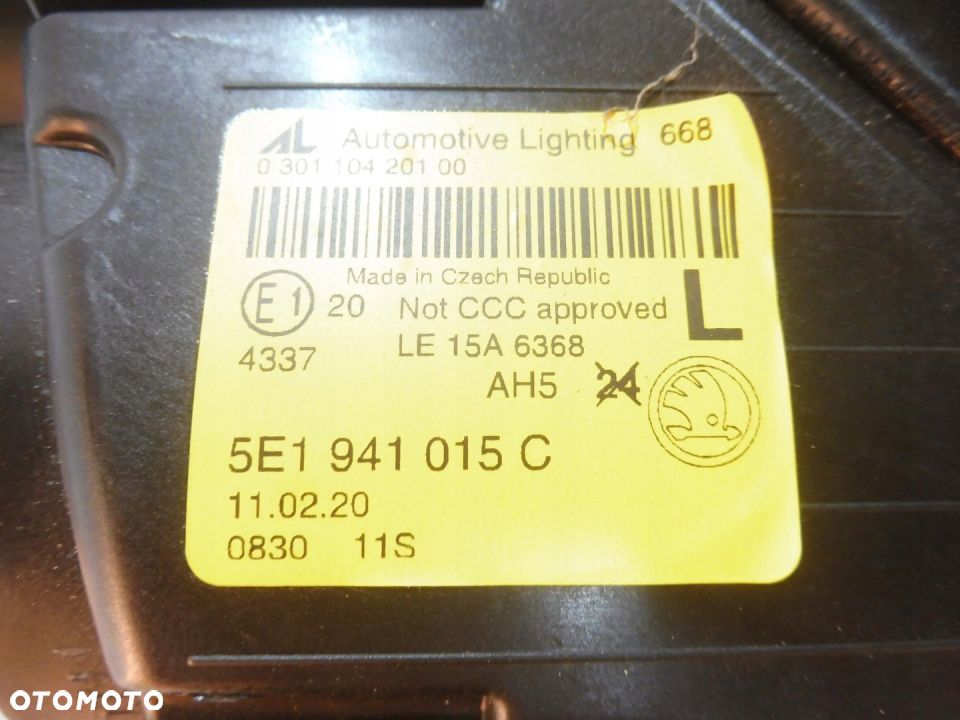 AL Automotive Lighting 668
0 301 104 201 00
Made in Czech Republic
E1 20 Not CCC approved L
4337 LE 15A 6368
AH5 24
5E1 941 015 C
11.02.20
0830 11S
OTOMOTO